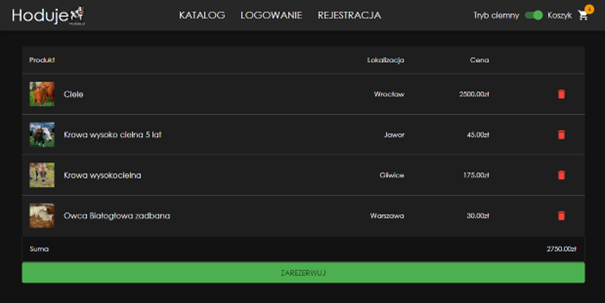 Hoduje
KATALOG LOGOWANIE REJESTRACJA
Tryb ciemny Koszyk 4
Produkt Lokalizacja Cena
Ciele Wrocław 2500.00zł
Krowa wysoko cielna 5 lat Jawor 45.00zł
Krowa wysokocielna Gliwice 175.00zł
Owca Białogłowa zadbana Warszawa 30.00zł
Suma 2750.00zł
ZAREZERWUJ